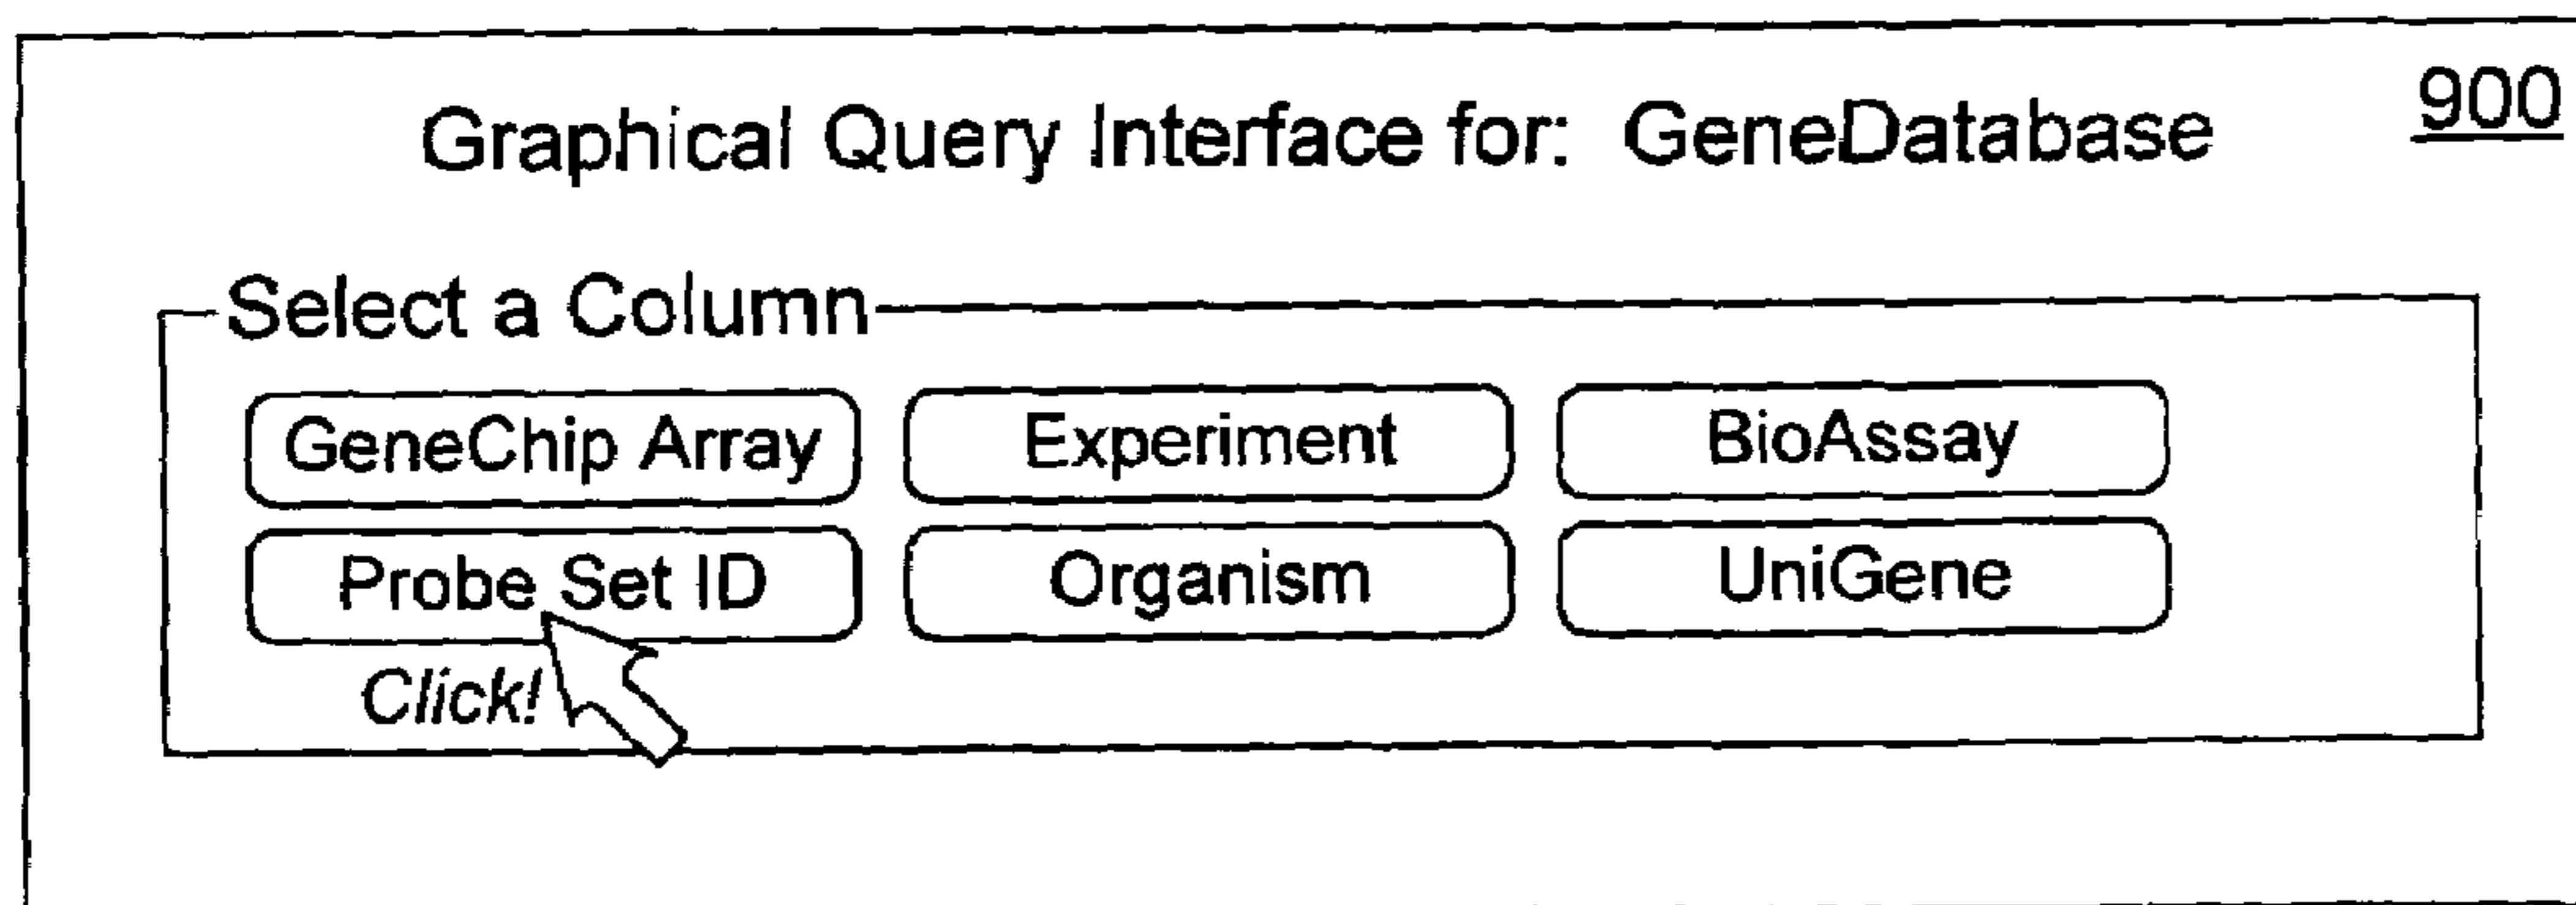 900
Graphical Query Interface for: GeneDatabase
Select a Column
GeneChip Array Experiment BioAssay
Probe Set ID Organism UniGene
Click!